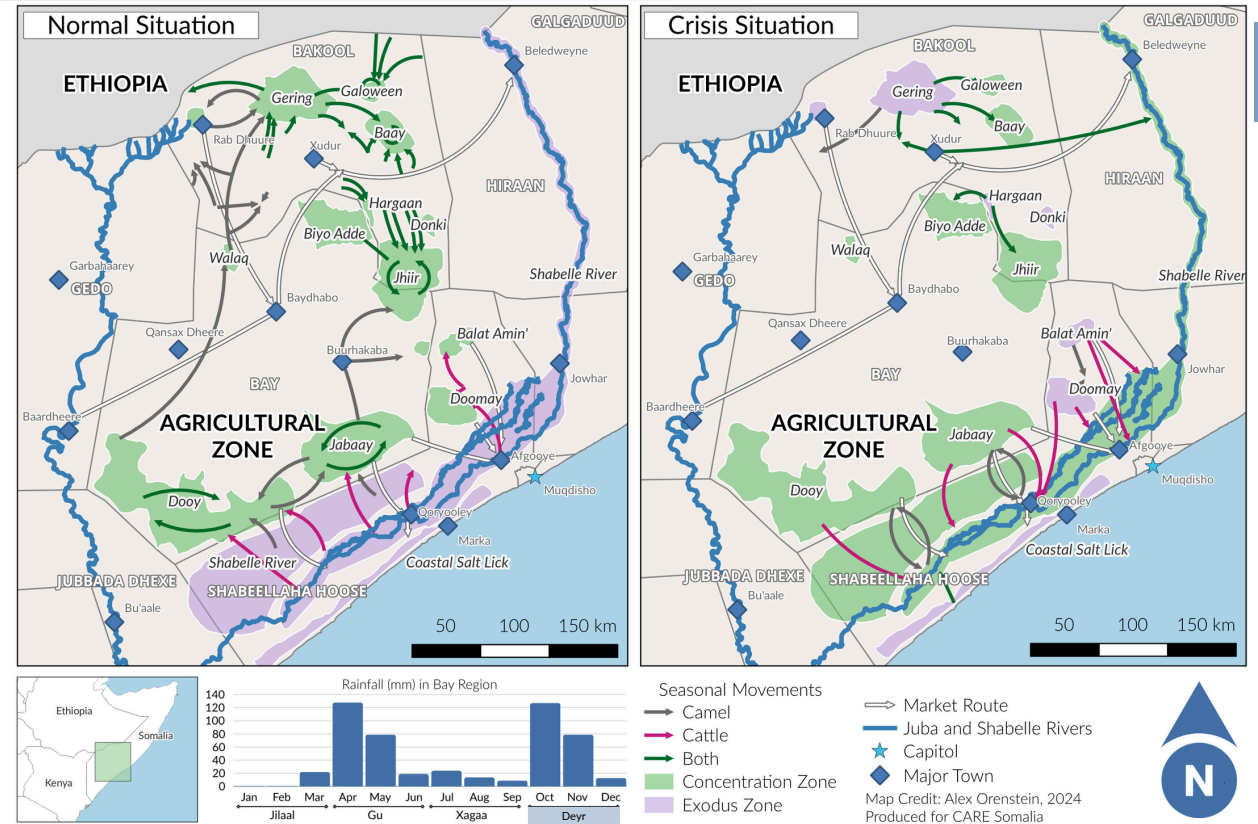 Normal Situation
GALGADUUD
Beledweyne
BAKOOL
ETHIOPIA
Gering
Galoween
Baay
Rab Dhuure
Xudur
HIRAAN
Hargaan
Donki
Biyo Adde
Walaq
Jhiir
Garbahaarey
GEDO
Shabelle River
Baydhabo
Qansax Dheere
Balat Amin'
Buurhakaba
Jowhar
BAY
Doomay
Baardheere
AGRICULTURAL
ZONE
Jabaay
Afgooye
Muqdisho
Dooy
Qoryooley
Marka
Shabelle River
Coastal Salt Lick
JUBBADA DHEXE
SHABEELLAHA HOOSE
Bu'aale
50 100 150 km
Crisis Situation
GALGADUUD
Beledweyne
BAKOOL
ETHIOPIA
Gering
Galoween
Baay
Rab Dhuure
Xudur
HIRAAN
Hargaan
Donki
Biyo Adde
Walaq
Jhiir
Garbahaarey
GEDO
Shabelle River
Baydhabo
Qansax Dheere
Balat Amin'
Buurhakaba
Jowhar
BAY
Doomay
Baardheere
AGRICULTURAL
ZONE
Jabaay
Afgooye
Muqdisho
Dooy
Qoryooley
Marka
Coastal Salt Lick
JUBBADA DHEXE
SHABEELLAHA HOOSE
Bu'aale
50 100 150 km
Ethiopia
Somalia
Kenya
Rainfall (mm) in Bay Region
140
120
100
80
60
40
20
0
Jan Feb Mar Apr May Jun Jul Aug Sep Oct Nov Dec
Jilaal Gu Xagaa Deyr
Seasonal Movements
Camel
Cattle
Both
Concentration Zone
Exodus Zone
Market Route
Juba and Shabelle Rivers
Capitol
Major Town
Map Credit: Alex Orenstein, 2024
Produced for CARE Somalia
N